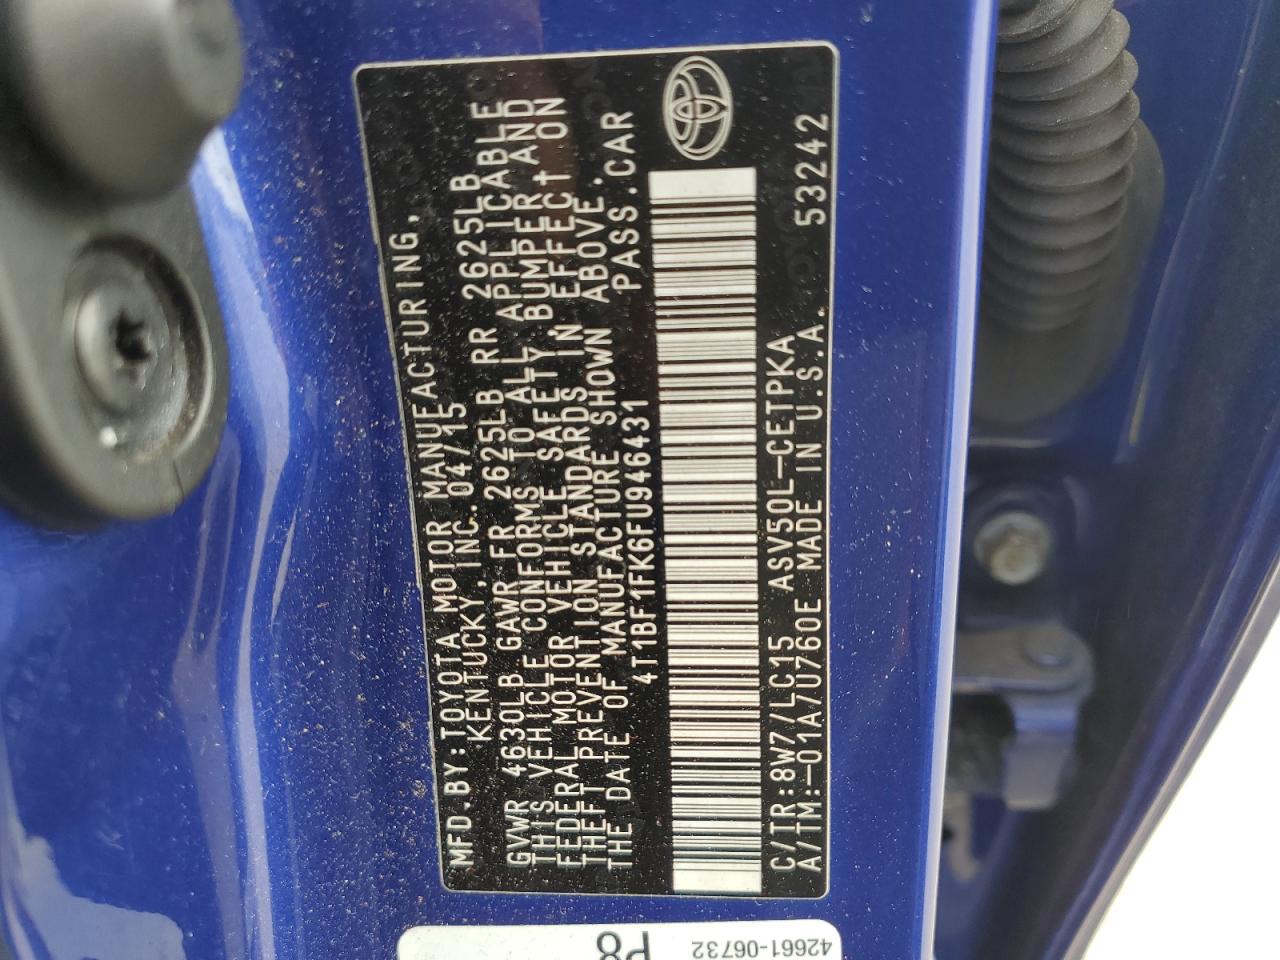 MFD.BY:TOYOTA MOTOR MANUFACTURING,
KENTUCKY, INC. 04/15
GVWR 4630LB GAWR FR 2625LB RR 2625LB
THIS VEHICLE CONFORMS TO ALL APPLICABLE
FEDERAL MOTOR VEHICLE SAFETY,BUMPER,AND
THEFT PREVENTION STANDARDS IN EFFECT ON
THE DATE OF MANUFACTURE SHOWN ABOVE.
4T1BF1FK6FU946431 PASS.CAR
C/TR:8W7/LC15 ASV50L-CETPKA
A/TM:-01A/U760E MADE IN U.S.A. 53242
42661-06732